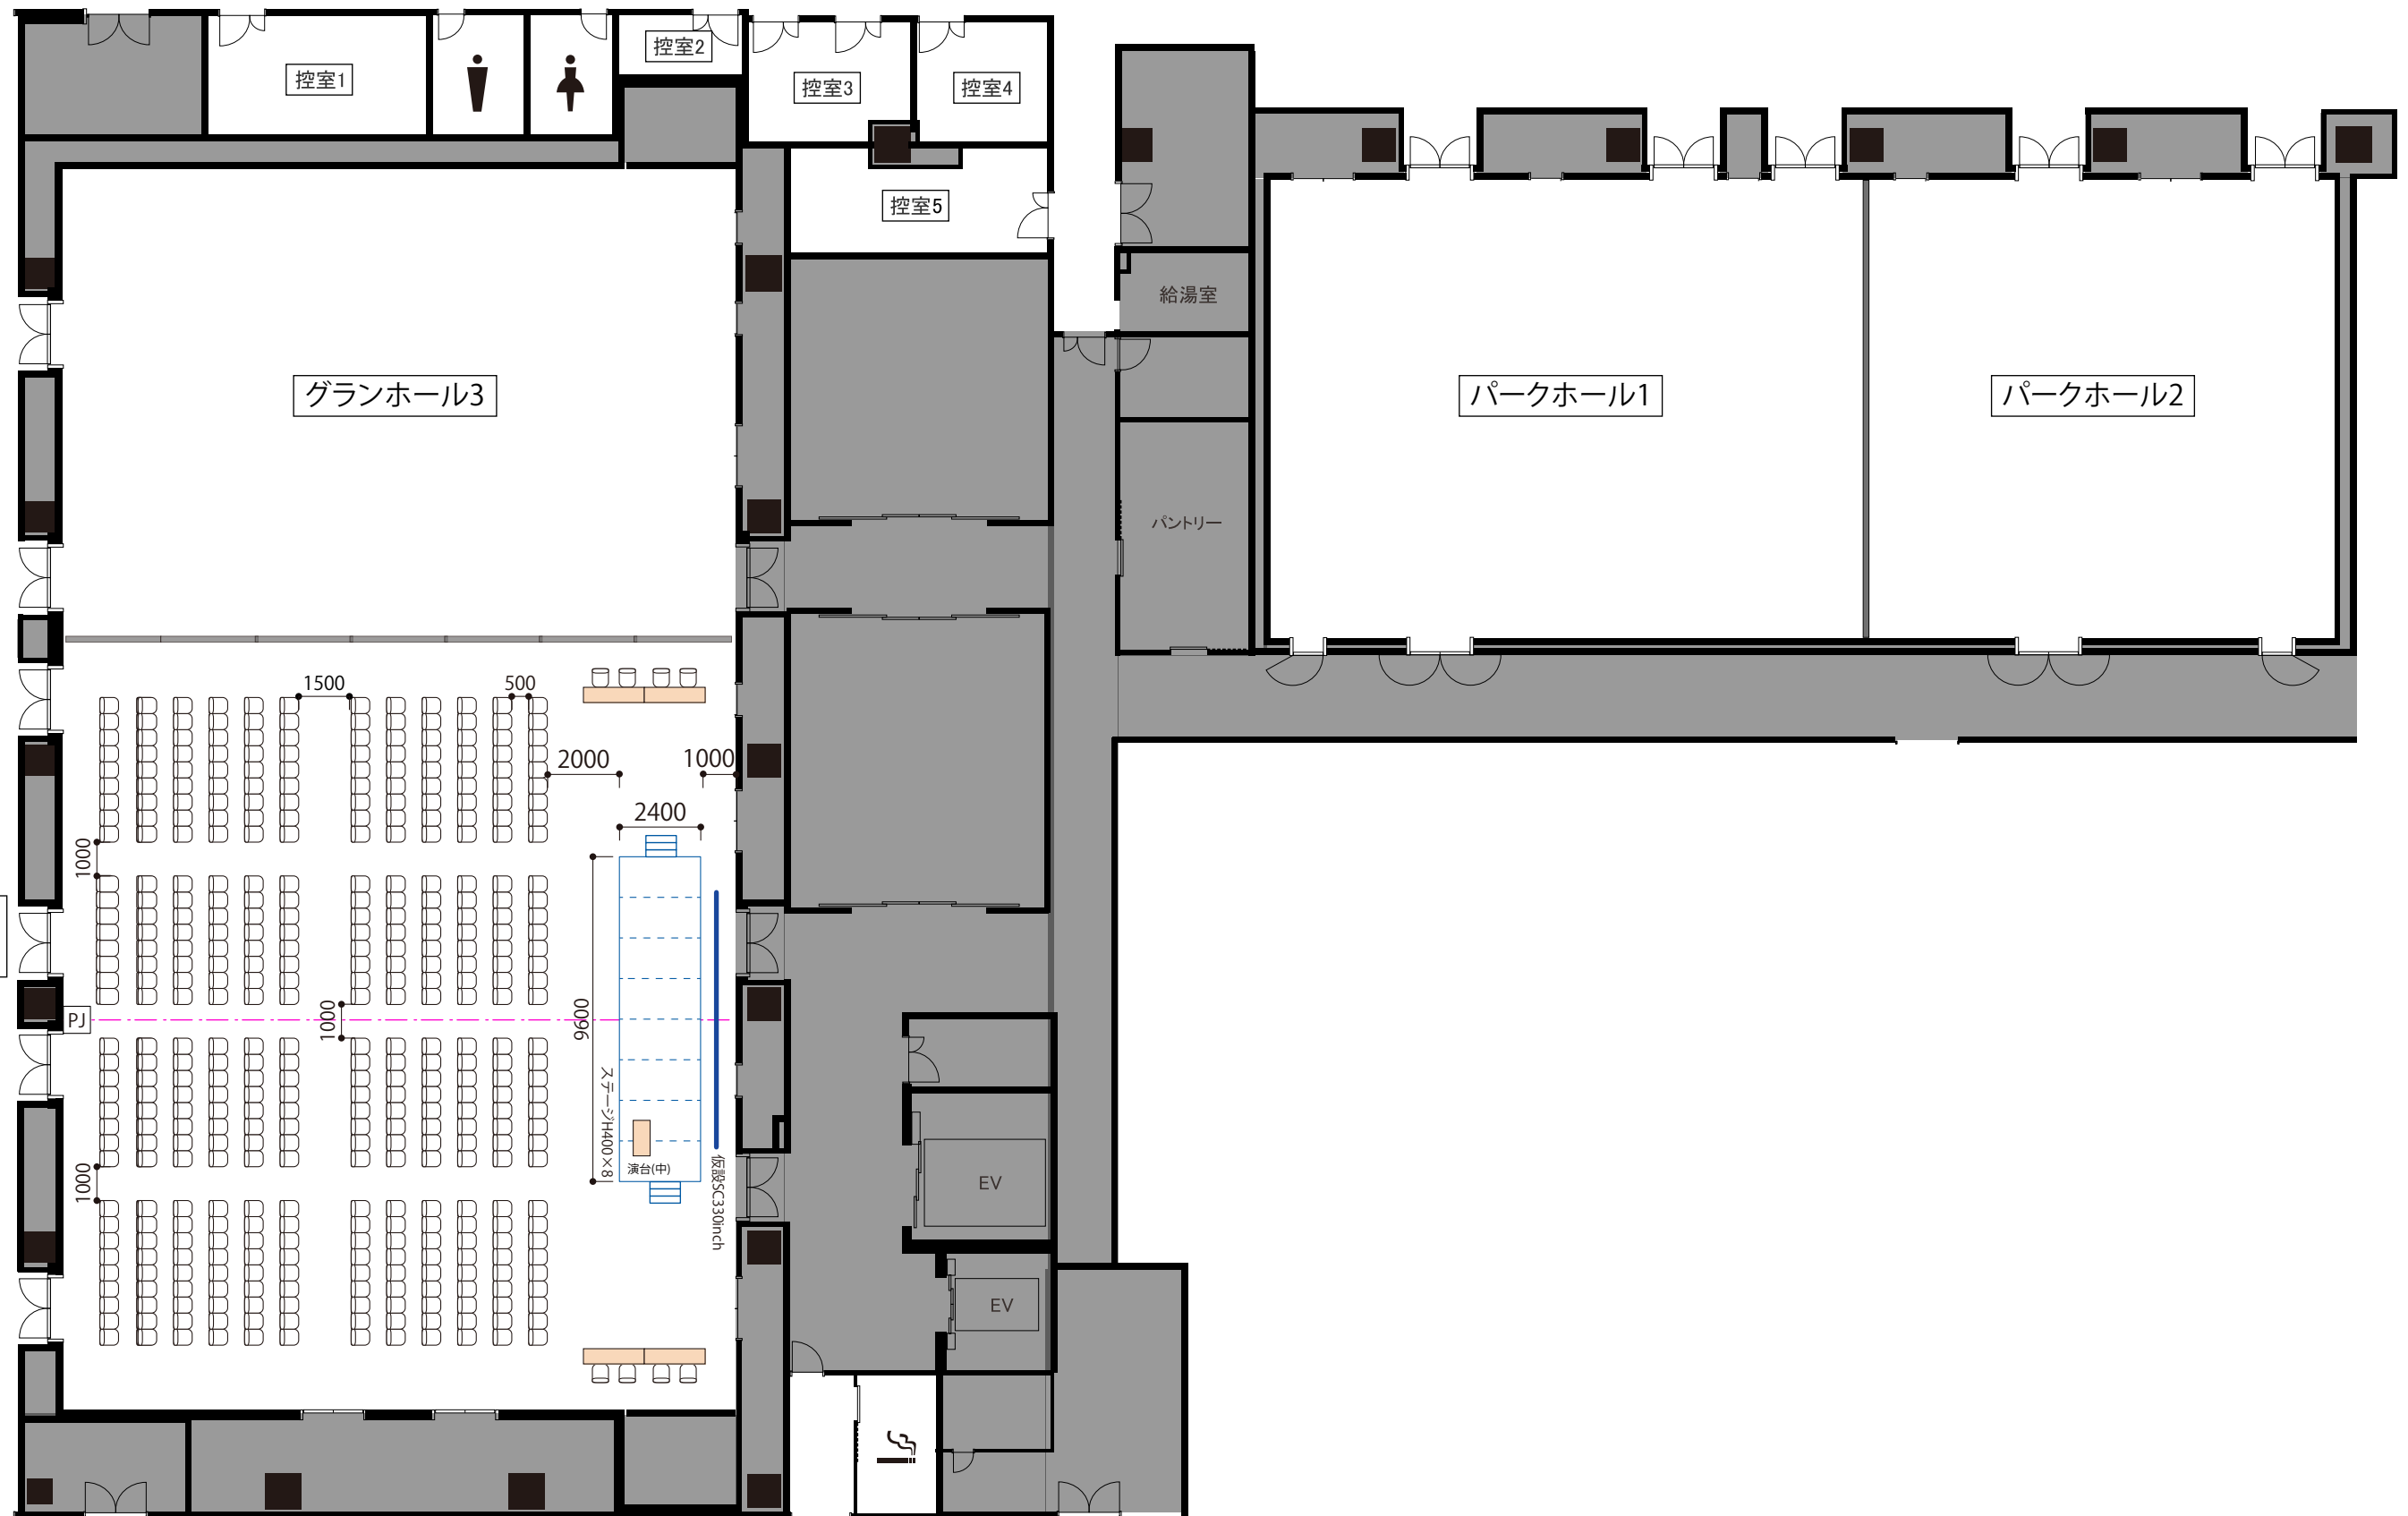 控室1
控室2
控室3
控室4
控室5
給湯室
グランホール3
パークホール1
パークホール2
パントリー
1500
500
2000
1000
2400
1000
9600
PJ
1000
1000
ステージH400×8
演台(中)
仮設SC330inch
EV
EV